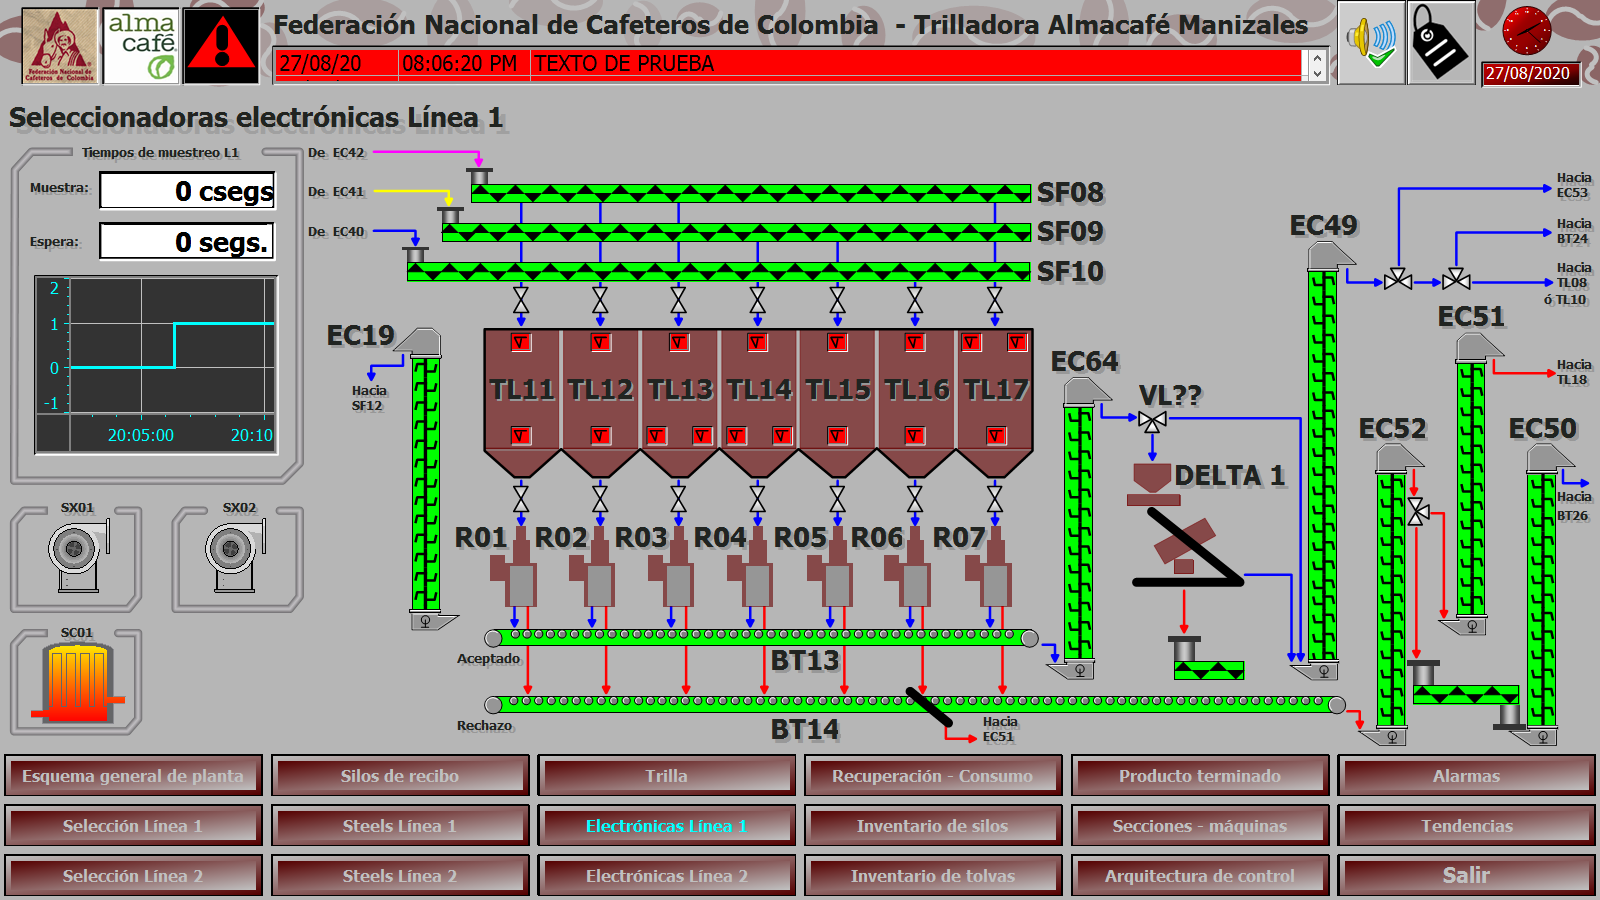 Federación Nacional de Cafeteros de Colombia
alma
café
Federación Nacional de Cafeteros de Colombia  - Trilladora Almacafé Manizales
27/08/20 08:06:20 PM TEXTO DE PRUEBA
27/08/2020
Seleccionadoras electrónicas Línea 1
Tiempos de muestreo L1
Muestra: 0 csegs
Espera: 0 segs.
2
1
0
-1
20:05:00 20:10
SX01 SX02
SC01
De EC42
De EC41
De EC40
SF08
SF09
SF10
EC19
Hacia
SF12
TL11 TL12 TL13 TL14 TL15 TL16 TL17
R01 R02 R03 R04 R05 R06 R07
Aceptado
BT13
Rechazo
BT14
Hacia
EC51
EC64
VL??
DELTA 1
EC49
Hacia
EC53
Hacia
BT24
Hacia
TL08
ó TL10
EC51
Hacia
TL18
EC52
EC50
Hacia
BT26
Esquema general de planta Silos de recibo Trilla Recuperación - Consumo Producto terminado Alarmas
Selección Línea 1 Steels Línea 1 Electrónicas Línea 1 Inventario de silos Secciones - máquinas Tendencias
Selección Línea 2 Steels Línea 2 Electrónicas Línea 2 Inventario de tolvas Arquitectura de control Salir